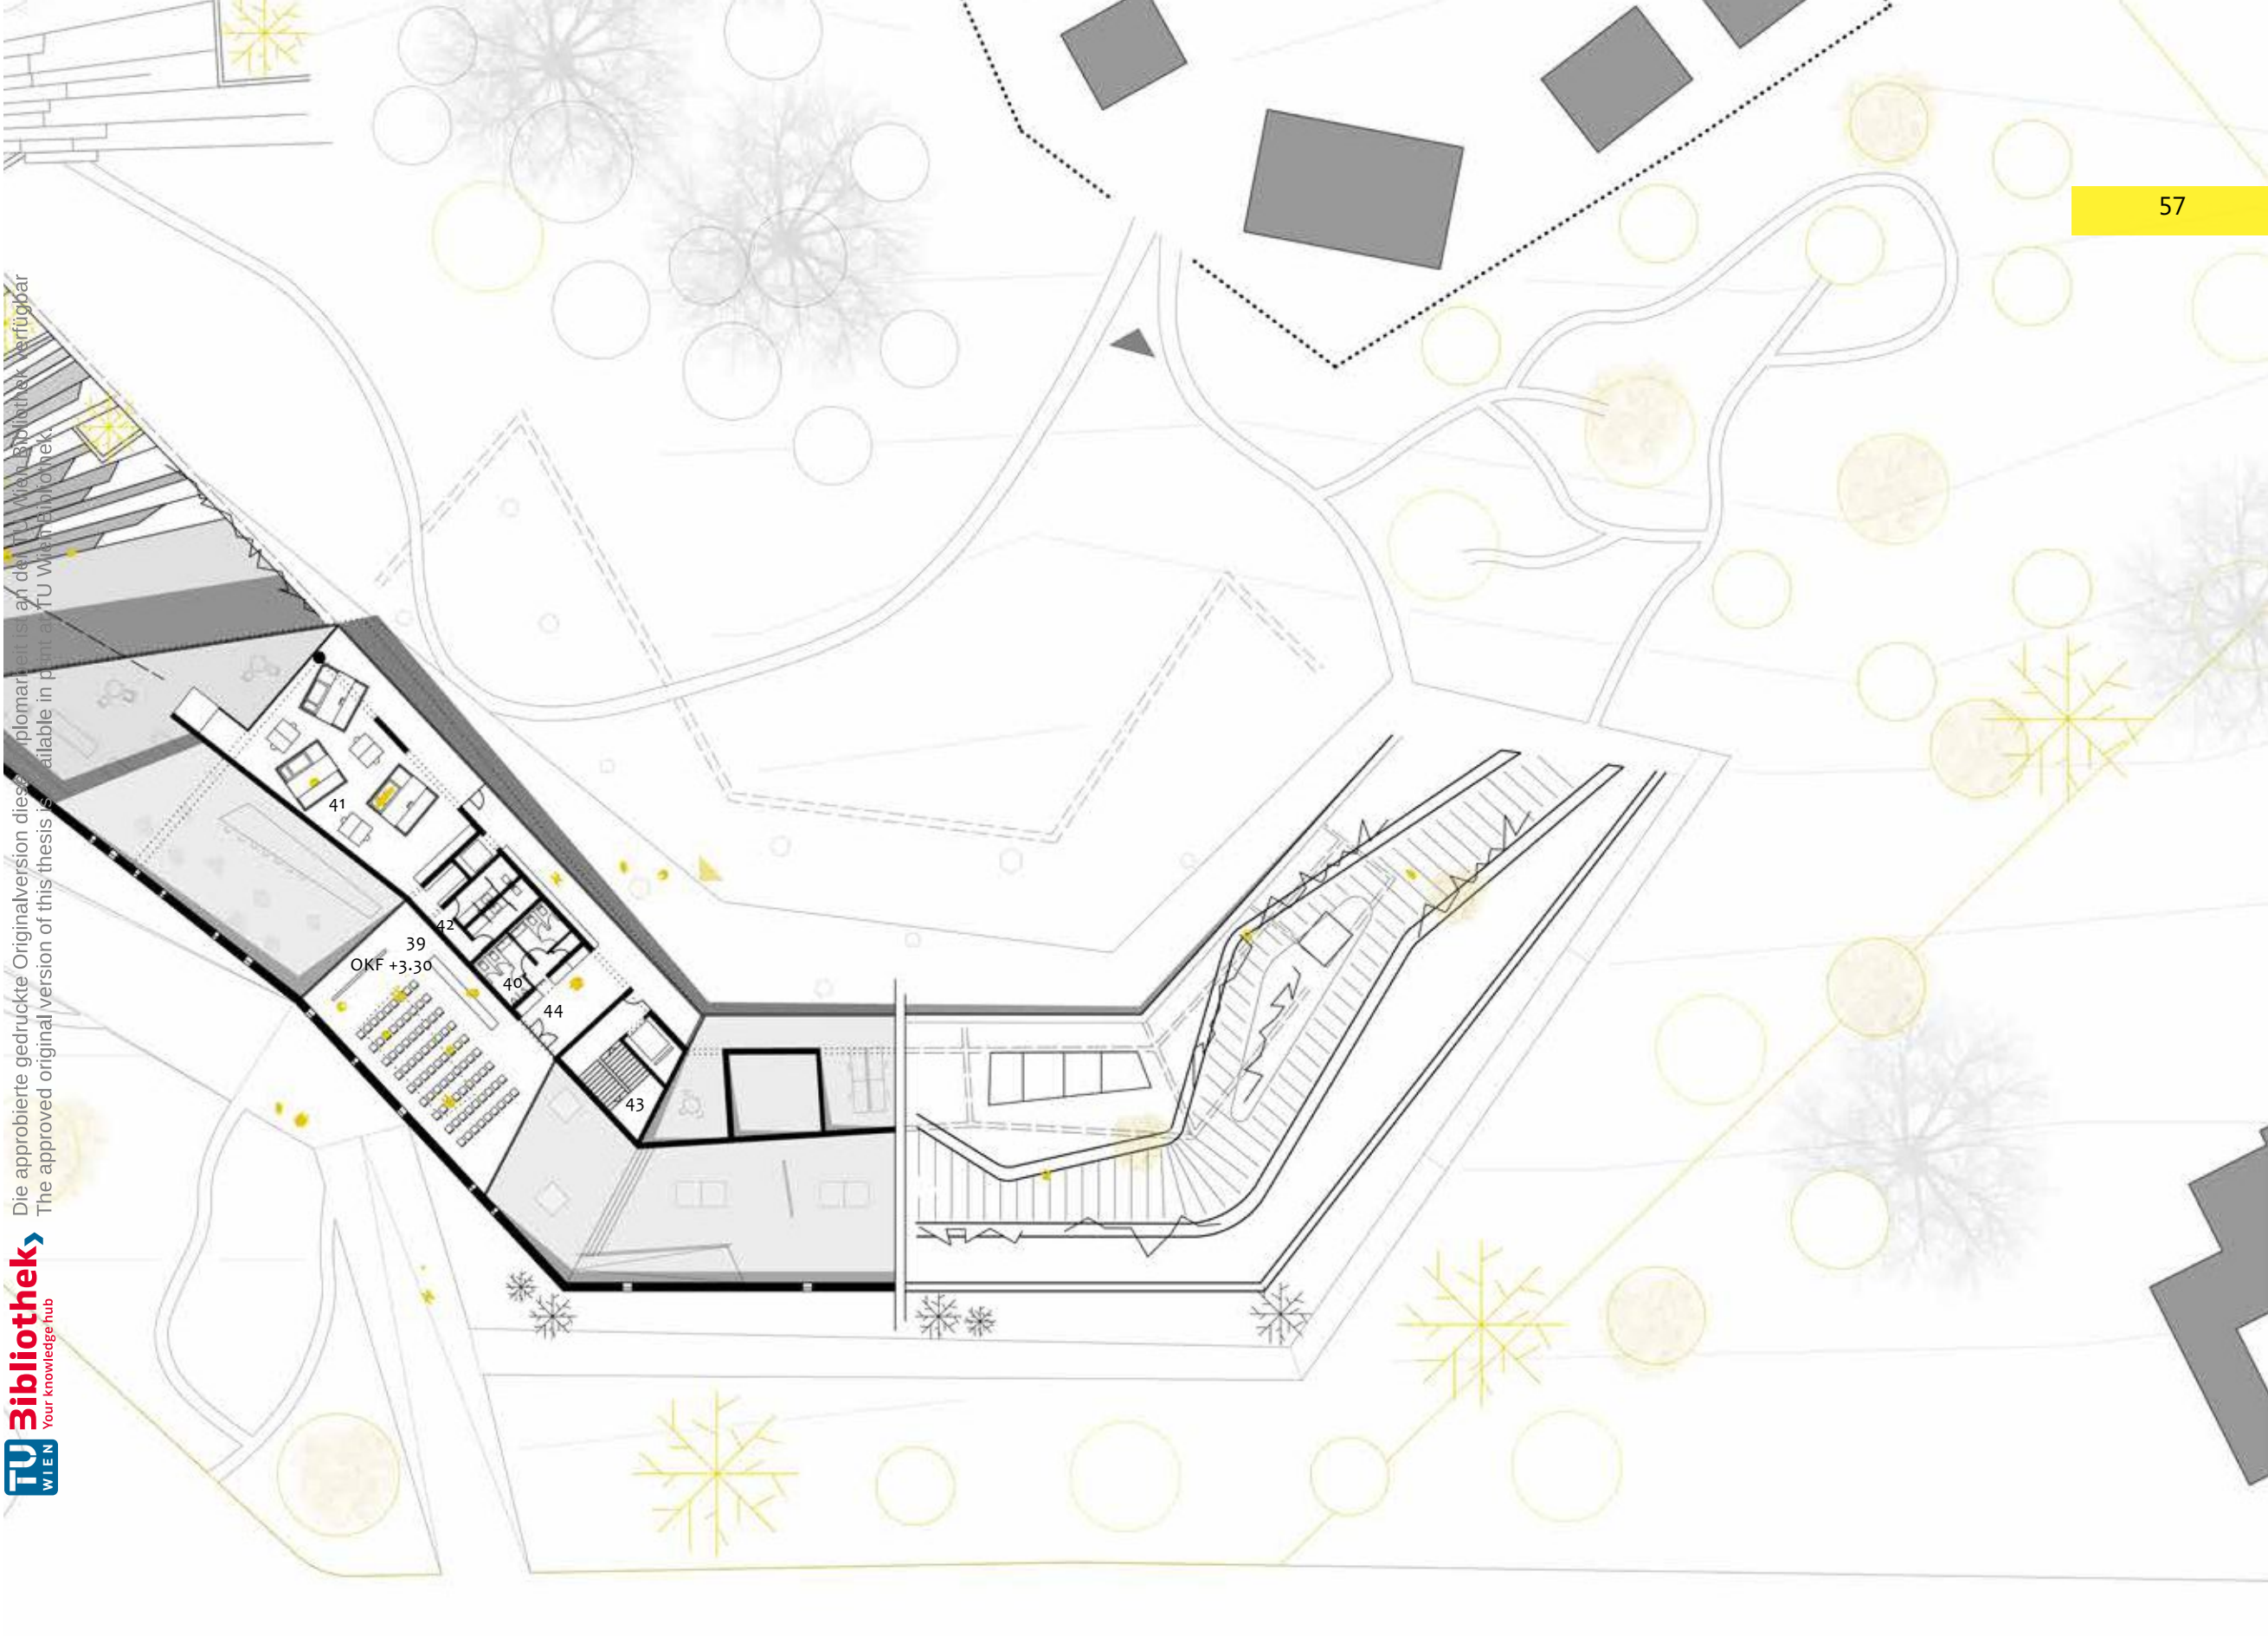 57
41
42
39
OKF +3.30
40
44
43
Die approbierte gedruckte Originalversion dieser Diplomarbeit ist an der TU Wien Bibliothek verfügbar
The approved original version of this thesis is available in print at TU Wien Bibliothek.
TU WIEN
Bibliothek
Your knowledge hub